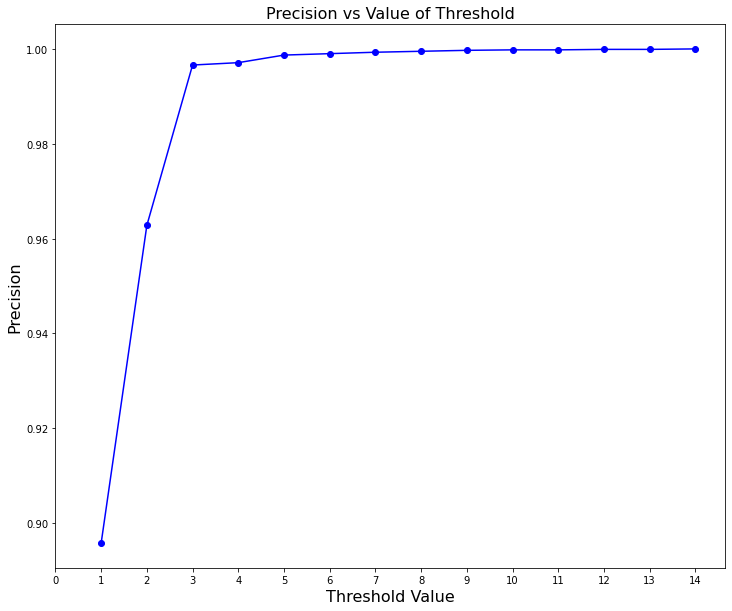 Precision vs Value of Threshold
1.00
0.98
0.96
0.94
0.92
0.90
Precision
0 1 2 3 4 5 6 7 8 9 10 11 12 13 14
Threshold Value